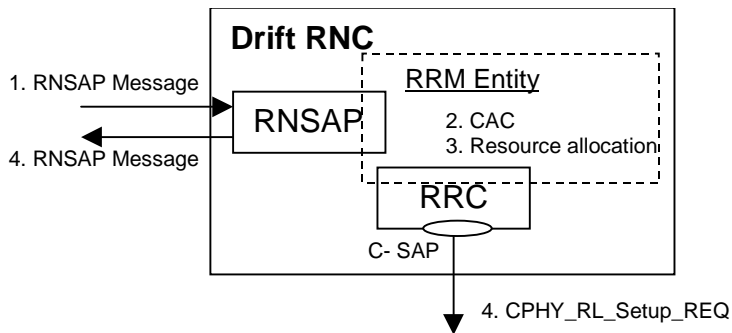 Drift RNC
1. RNSAP Message
RRM Entity
RNSAP
2. CAC
3. Resource allocation
4. RNSAP Message
RRC
C- SAP
4. CPHY_RL_Setup_REQ